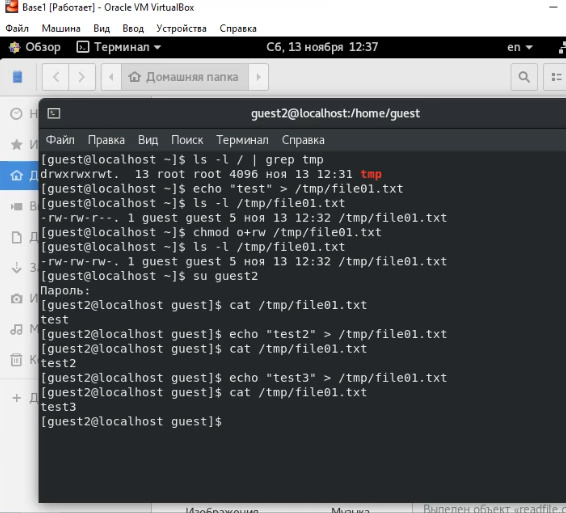 Base1 [Работает] - Oracle VM VirtualBox
Файл Машина Вид Ввод Устройства Справка
Обзор Терминал Сб, 13 ноября 12:37 en
Домашняя папка
guest2@localhost:/home/guest
Файл Правка Вид Поиск Терминал Справка
[guest@localhost ~]$ ls -l / | grep tmp
drwxrwxrwt. 13 root root 4096 ноя 13 12:31 tmp
[guest@localhost ~]$ echo "test" > /tmp/file01.txt
[guest@localhost ~]$ ls -l /tmp/file01.txt
-rw-rw-r--. 1 guest guest 5 ноя 13 12:32 /tmp/file01.txt
[guest@localhost ~]$ chmod o+rw /tmp/file01.txt
[guest@localhost ~]$ ls -l /tmp/file01.txt
-rw-rw-rw-. 1 guest guest 5 ноя 13 12:32 /tmp/file01.txt
[guest@localhost ~]$ su guest2
Пароль:
[guest2@localhost guest]$ cat /tmp/file01.txt
test
[guest2@localhost guest]$ echo "test2" > /tmp/file01.txt
[guest2@localhost guest]$ cat /tmp/file01.txt
test2
[guest2@localhost guest]$ echo "test3" > /tmp/file01.txt
[guest2@localhost guest]$ cat /tmp/file01.txt
test3
[guest2@localhost guest]$
Изображения Музыка